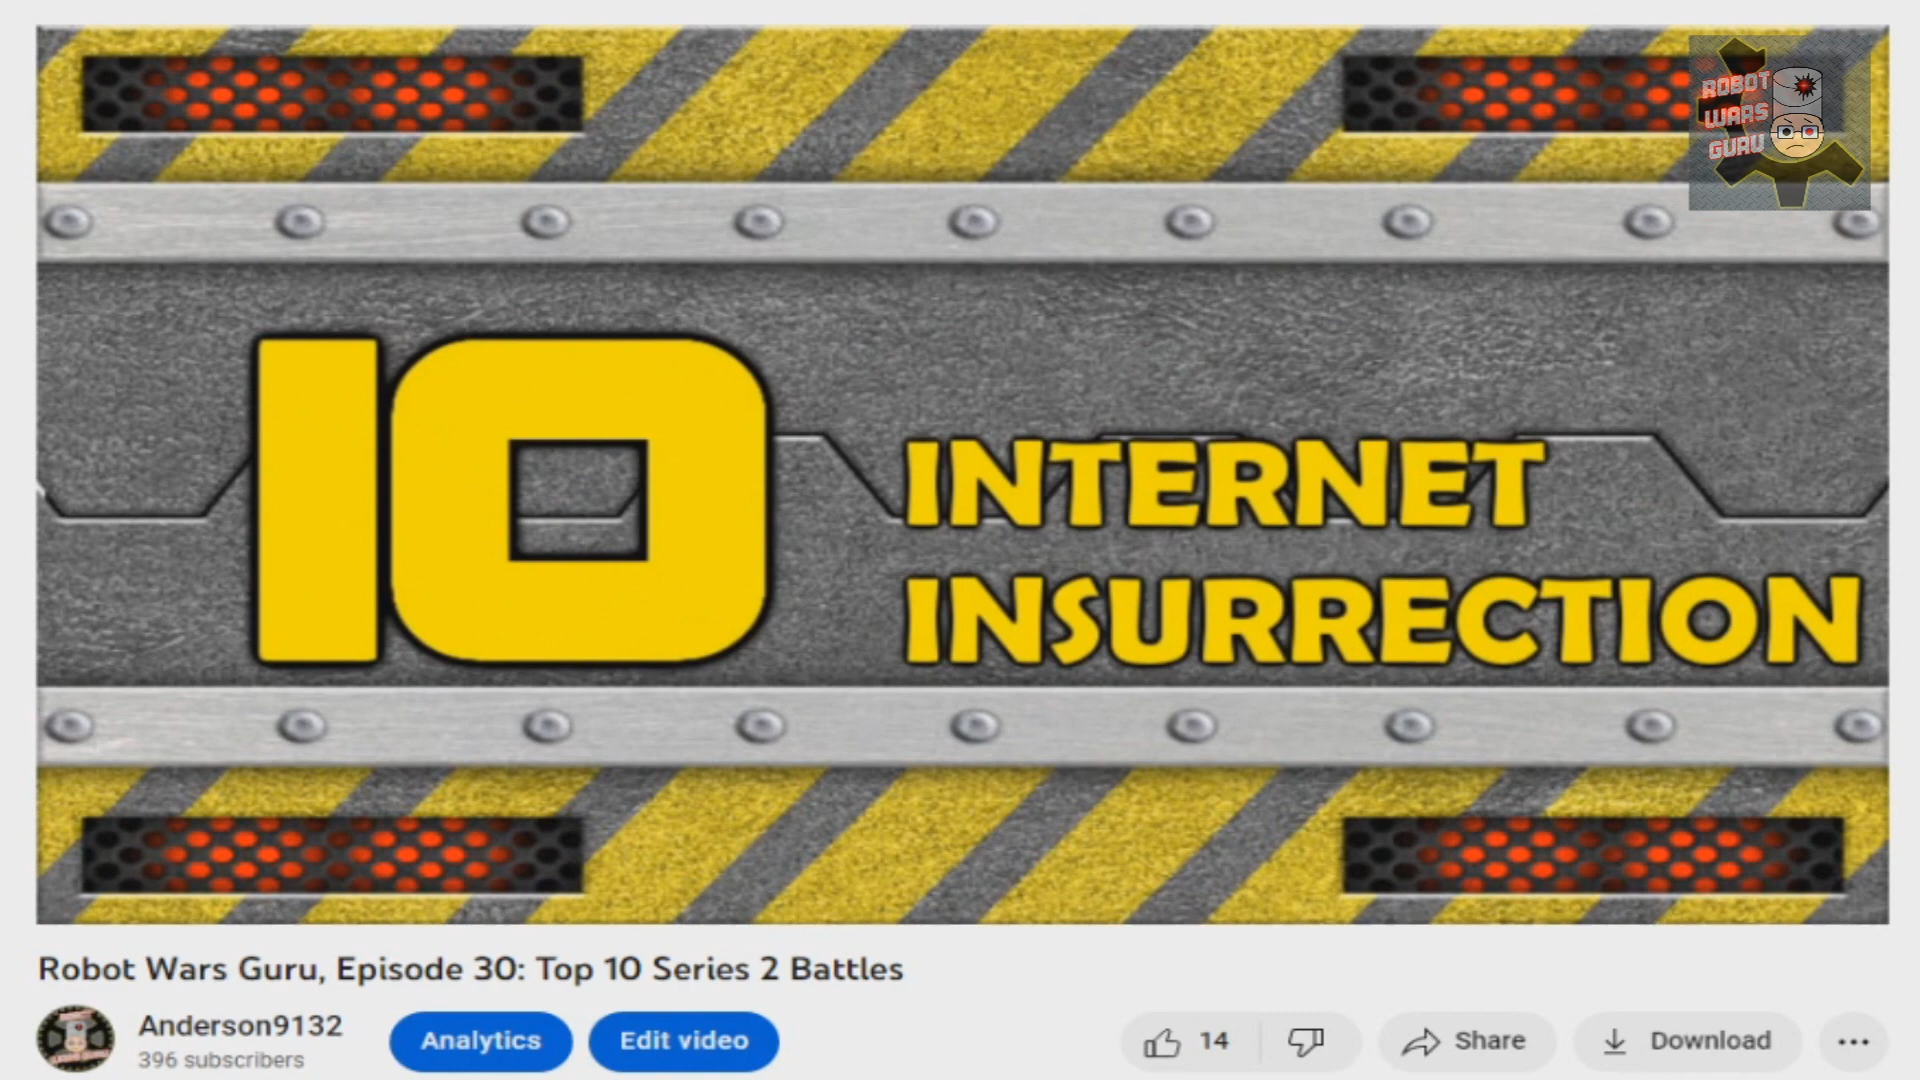 ROBOT
WARS
GURU
10
INTERNET
INSURRECTION
Robot Wars Guru, Episode 30: Top 10 Series 2 Battles
Anderson9132
396 subscribers
Analytics
Edit video
14
Share
Download